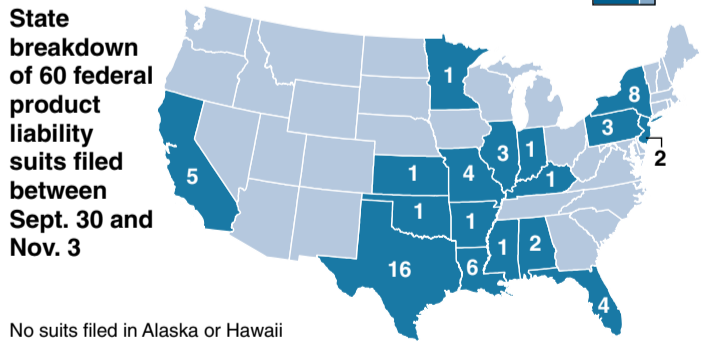 State
breakdown
of 60 federal
product
liability
suits filed
between
Sept. 30 and
Nov. 3
1
8
3
2
5
3
1
1
4
1
1
1
16
6
1
2
4
No suits filed in Alaska or Hawaii